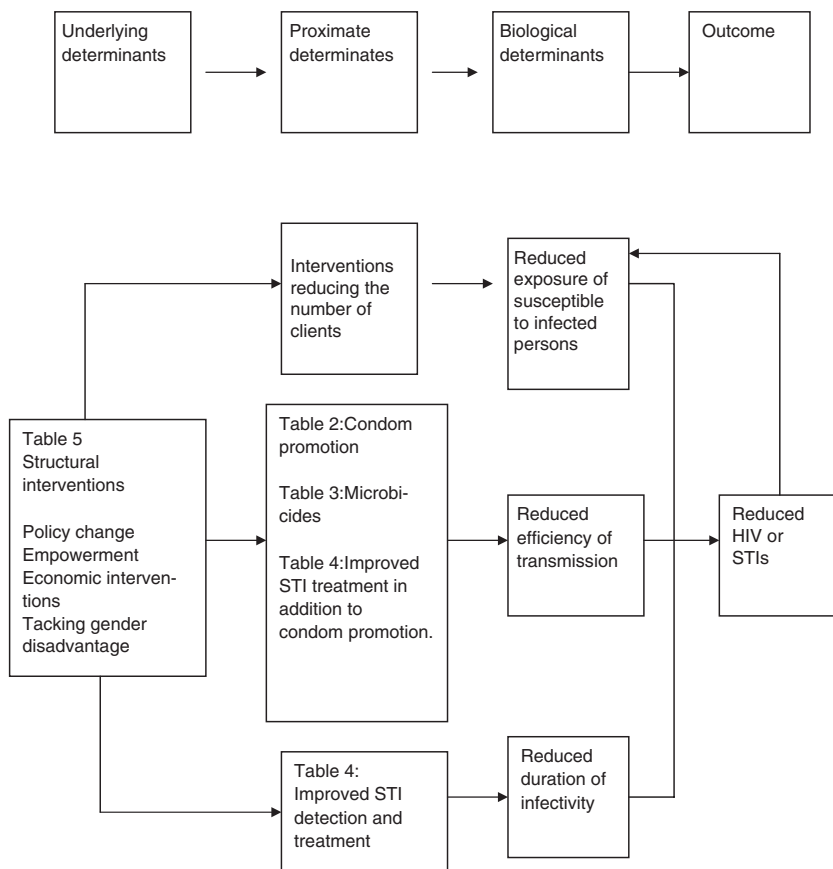 Underlying
determinants
Proximate
determinates
Biological
determinants
Outcome
Interventions
reducing the
number of
clients
Reduced
exposure of
susceptible
to infected
persons
Table 5
Structural
interventions
Policy change
Empowerment
Economic interven-
tions
Tacking gender
disadvantage
Table 2:Condom
promotion
Table 3:Microbi-
cides
Table 4:Improved
STI treatment in
addition to
condom promotion.
Reduced
efficiency of
transmission
Reduced
HIV or
STIs
Table 4:
Improved STI
detection and
treatment
Reduced
duration of
infectivity